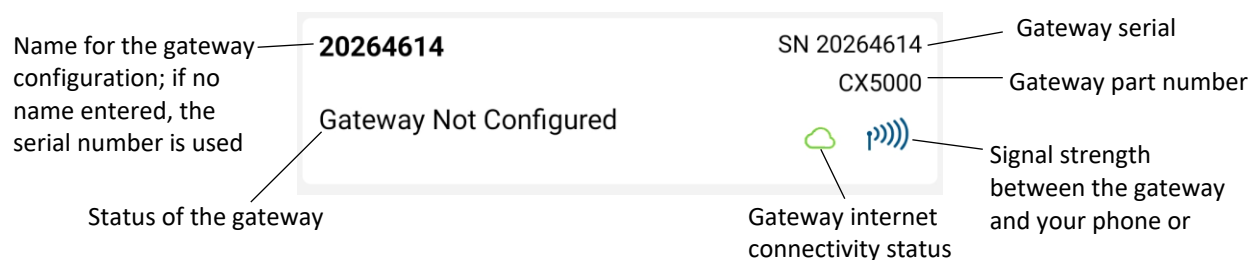 Name for the gateway
configuration; if no
name entered, the
serial number is used
20264614
Gateway Not Configured
Status of the gateway
SN 20264614
CX5000
Gateway serial
Gateway part number
Signal strength
between the gateway
and your phone or
Gateway internet
connectivity status